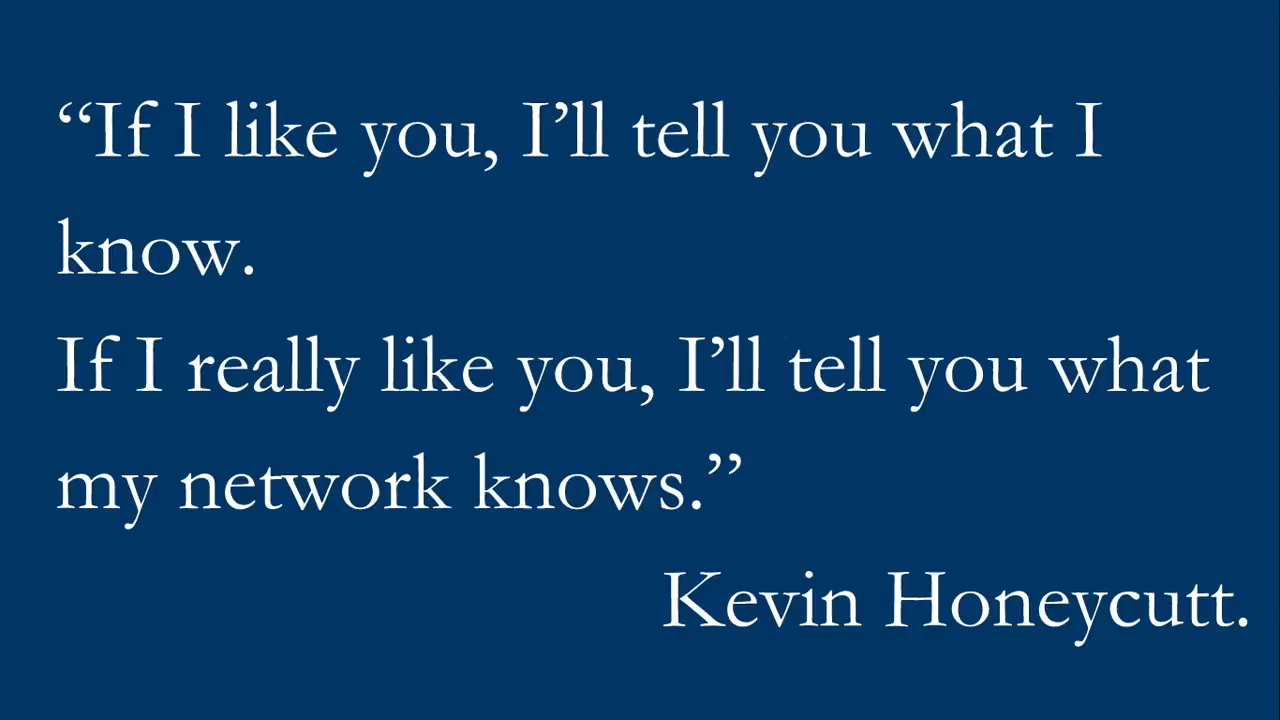 “If I like you, I’ll tell you what I
know.
If I really like you, I’ll tell you what
my network knows.”
Kevin Honeycutt.